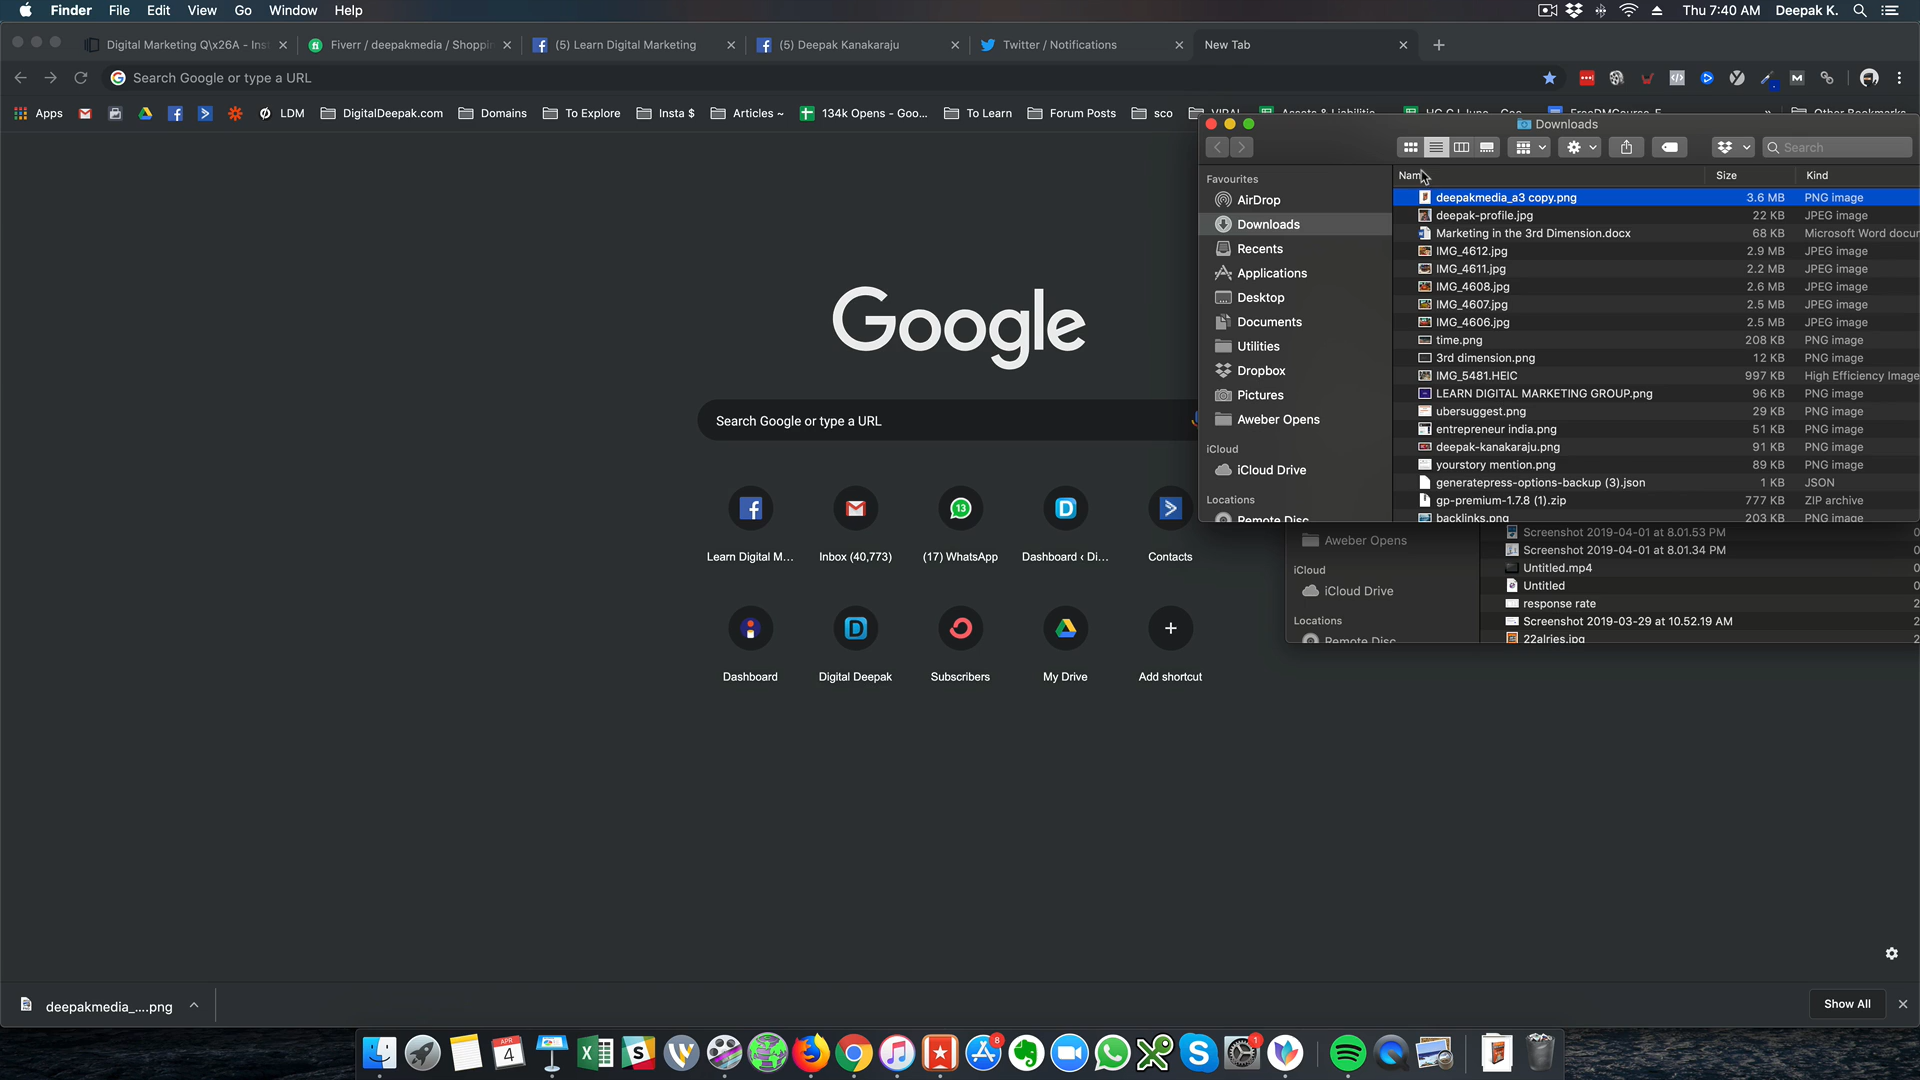 Finder File Edit View Go Window Help
Thu 7:40 AM Deepak K.
Digital Marketing Q\x26A - Ins
Fiverr / deepakmedia / Shoppin
(5) Learn Digital Marketing
(5) Deepak Kanakaraju
Twitter / Notifications
New Tab
Search Google or type a URL
Apps
LDM
DigitalDeepak.com
Domains
To Explore
Insta $
Articles ~
134k Opens - Goo...
To Learn
Forum Posts
sco
Downloads
Search
Favourites
AirDrop
Downloads
Recents
Applications
Desktop
Documents
Utilities
Dropbox
Pictures
Aweber Opens
iCloud
iCloud Drive
Locations
Remote Disc
Name Size Kind
deepakmedia_a3 copy.png 3.6 MB PNG image
deepak-profile.jpg 22 KB JPEG image
Marketing in the 3rd Dimension.docx 68 KB Microsoft Word docur
IMG_4612.jpg 2.9 MB JPEG image
IMG_4611.jpg 2.2 MB JPEG image
IMG_4608.jpg 2.6 MB JPEG image
IMG_4607.jpg 2.5 MB JPEG image
IMG_4606.jpg 2.5 MB JPEG image
time.png 208 KB PNG image
3rd dimension.png 12 KB PNG image
IMG_5481.HEIC 997 KB High Efficiency Image
LEARN DIGITAL MARKETING GROUP.png 96 KB PNG image
ubersuggest.png 29 KB PNG image
entrepreneur india.png 51 KB PNG image
deepak-kanakaraju.png 91 KB PNG image
yourstory mention.png 89 KB PNG image
generatepress-options-backup (3).json 1 KB JSON
gp-premium-1.7.8 (1).zip 777 KB ZIP archive
backlinks.png 203 KB PNG image
Aweber Opens
iCloud
iCloud Drive
Locations
Remote Disc
Screenshot 2019-04-01 at 8.01.53 PM
Screenshot 2019-04-01 at 8.01.34 PM
Untitled.mp4
Untitled
response rate
Screenshot 2019-03-29 at 10.52.19 AM
22alries.jpg
Google
Search Google or type a URL
Learn Digital M...
Inbox (40,773)
13
(17) WhatsApp
Dashboard ‹ Di...
Contacts
Dashboard
Digital Deepak
Subscribers
My Drive
Add shortcut
deepakmedia_....png
Show All
APR
4
8
1